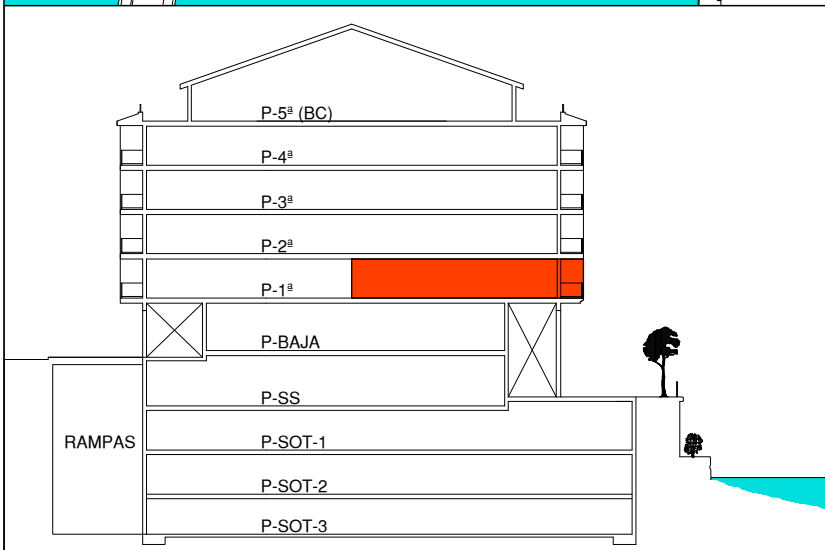 P-5ª (BC)
P-4ª
P-3ª
P-2ª
P-1ª
P-BAJA
P-SS
RAMPAS
P-SOT-1
P-SOT-2
P-SOT-3